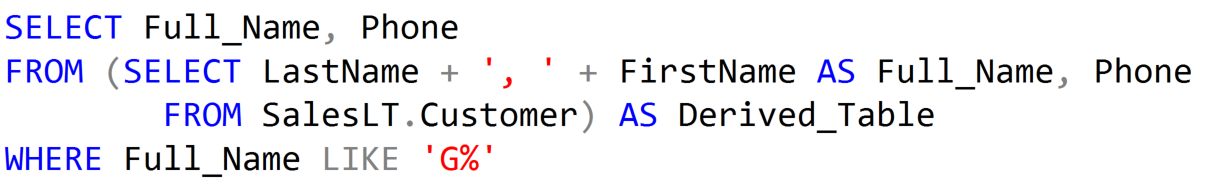 SELECT Full_Name, Phone
FROM (SELECT LastName + ', ' + FirstName AS Full_Name, Phone
FROM SalesLT.Customer) AS Derived_Table
WHERE Full_Name LIKE 'G%'